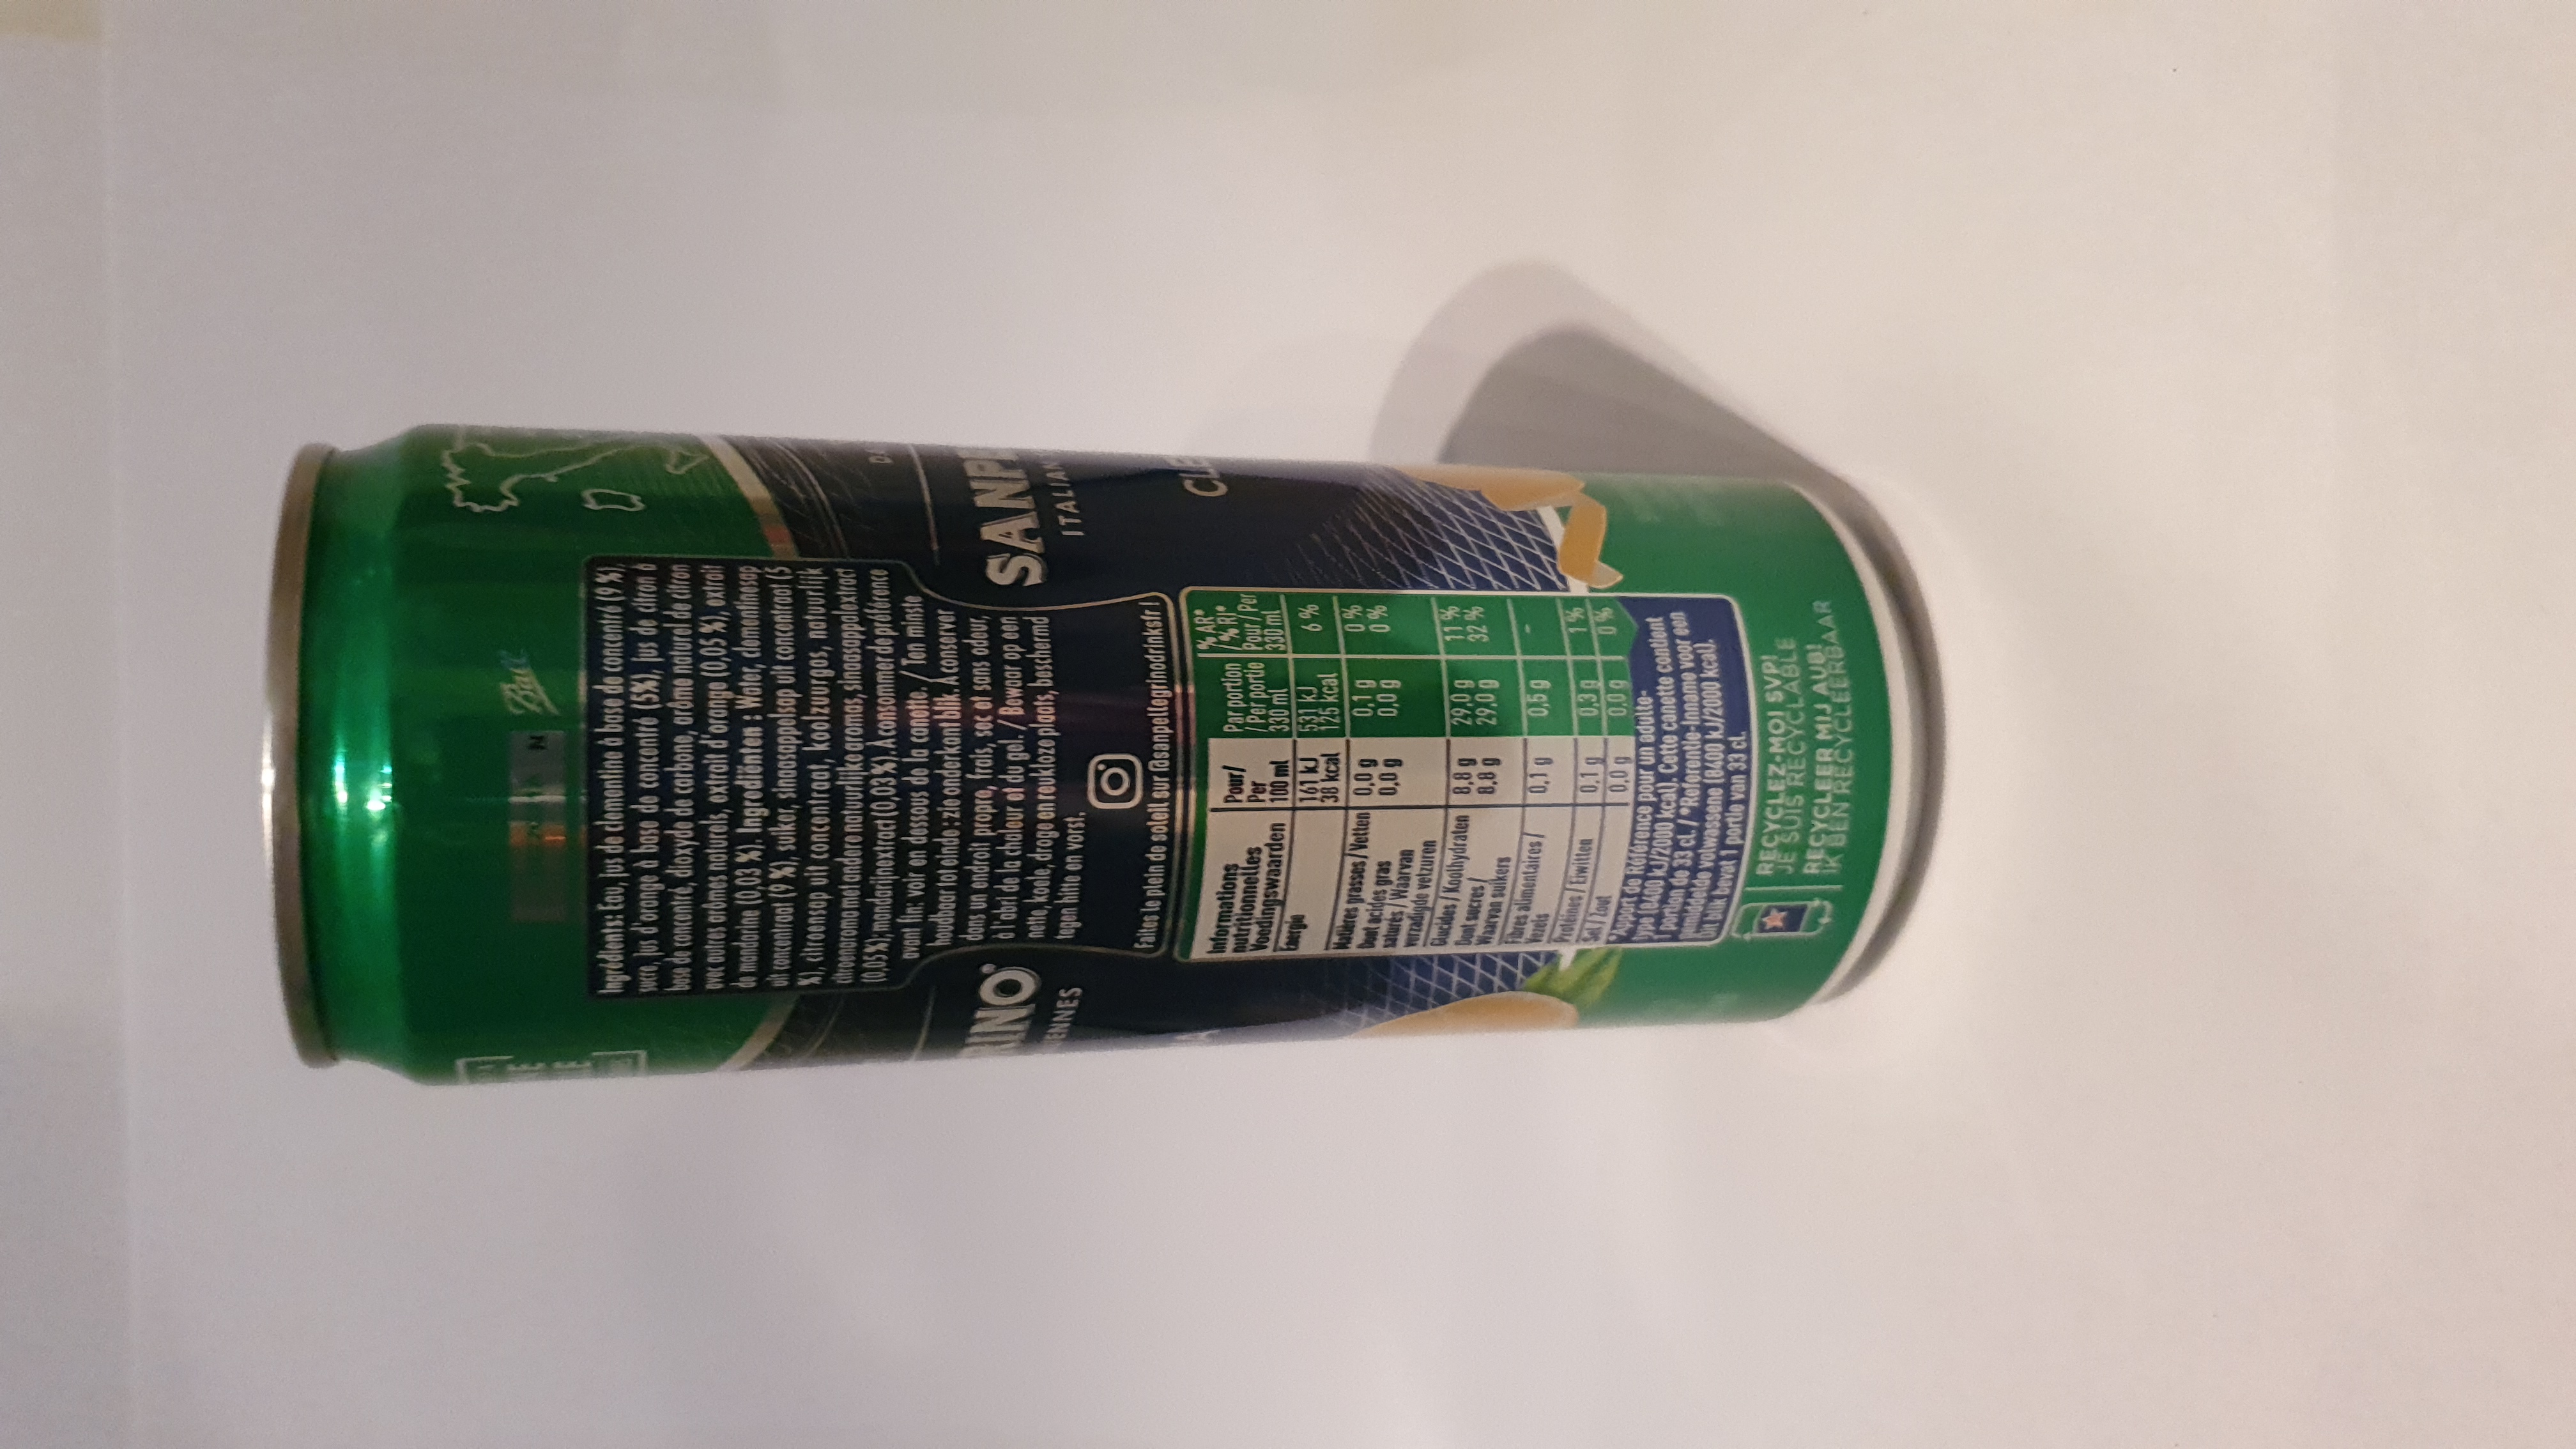 Ball
N
Ingrédients: Eau, jus de clementine à base de concentré (9 %),
sucre, jus d'orange à base de concentré (5%), jus de citron à
base de concentré, dioxyde de carbone, arôme naturel de citron
avec autres arômes naturels, extrait d'orange (0,05 %), extrait
de mandarine (0,03 %). Ingrediënten : Water, clementinesap
uit concentraat (9 %), suiker, sinaasappelsap uit concentraat (5
%), citroensap uit concentraat, koolzuurgas, natuurlijk
citroenaroma met andere natuurlijke aromas, sinaasappalextract
(0,05%); mandarijnextract (0,03%). À consommer de préférence
avant fin: voir en dessous de la canette. / Ten minste
houdbaar tot einde : zie onderkant blik. À conserver
dans un endroit propre, frais, sec et sans odeur,
à l'abri de la chaleur et du gel. / Bewaar op een
nette, koele, droge en reukloze plaats, beschermd
tegen hitte en vorst.
RINO®
SANPE
ENNES
ITALIAN
CLE
Faites le plein de soleil sur @sanpellegrinodrinksfr !
Informations
nutritionnelles
Voedingswaarden
Pour/
Per
100 ml
Par portion
/ Per portie
330 ml
% AR*
/ % RI*
Pour / Per
330 ml
Energie
161 kJ 531 kJ 6 %
38 kcal 125 kcal
Matières grasses / Vetten 0,0 g 0,1 g 0 %
Dont acides gras 0,0 g 0,0 g 0 %
saturés / Waarvan
verzadigde vetzuren
Glucides / Koolhydraten 8,8 g 29,0 g 11 %
Dont sucres / 8,8 g 29,0 g 32 %
Waarvan suikers
Fibres alimentaires / 0,1 g 0,5 g -
Vezels
Protéines / Eiwitten 0,1 g 0,3 g 1 %
Sel / Zout 0,0 g 0,0 g 0 %
*Apport de Référence pour un adulte-
type (8400 kJ/2000 kcal). Cette canette contient
1 portion de 33 cl. / *Referentie-Inname voor een
gemiddelde volwassene (8400 kJ/2000 kcal).
Dit blik bevat 1 portie van 33 cl.
RECYCLEZ-MOI SVP!
JE SUIS RECYCLABLE
RECYCLEER MIJ AUB!
IK BEN RECYCLEERBAAR